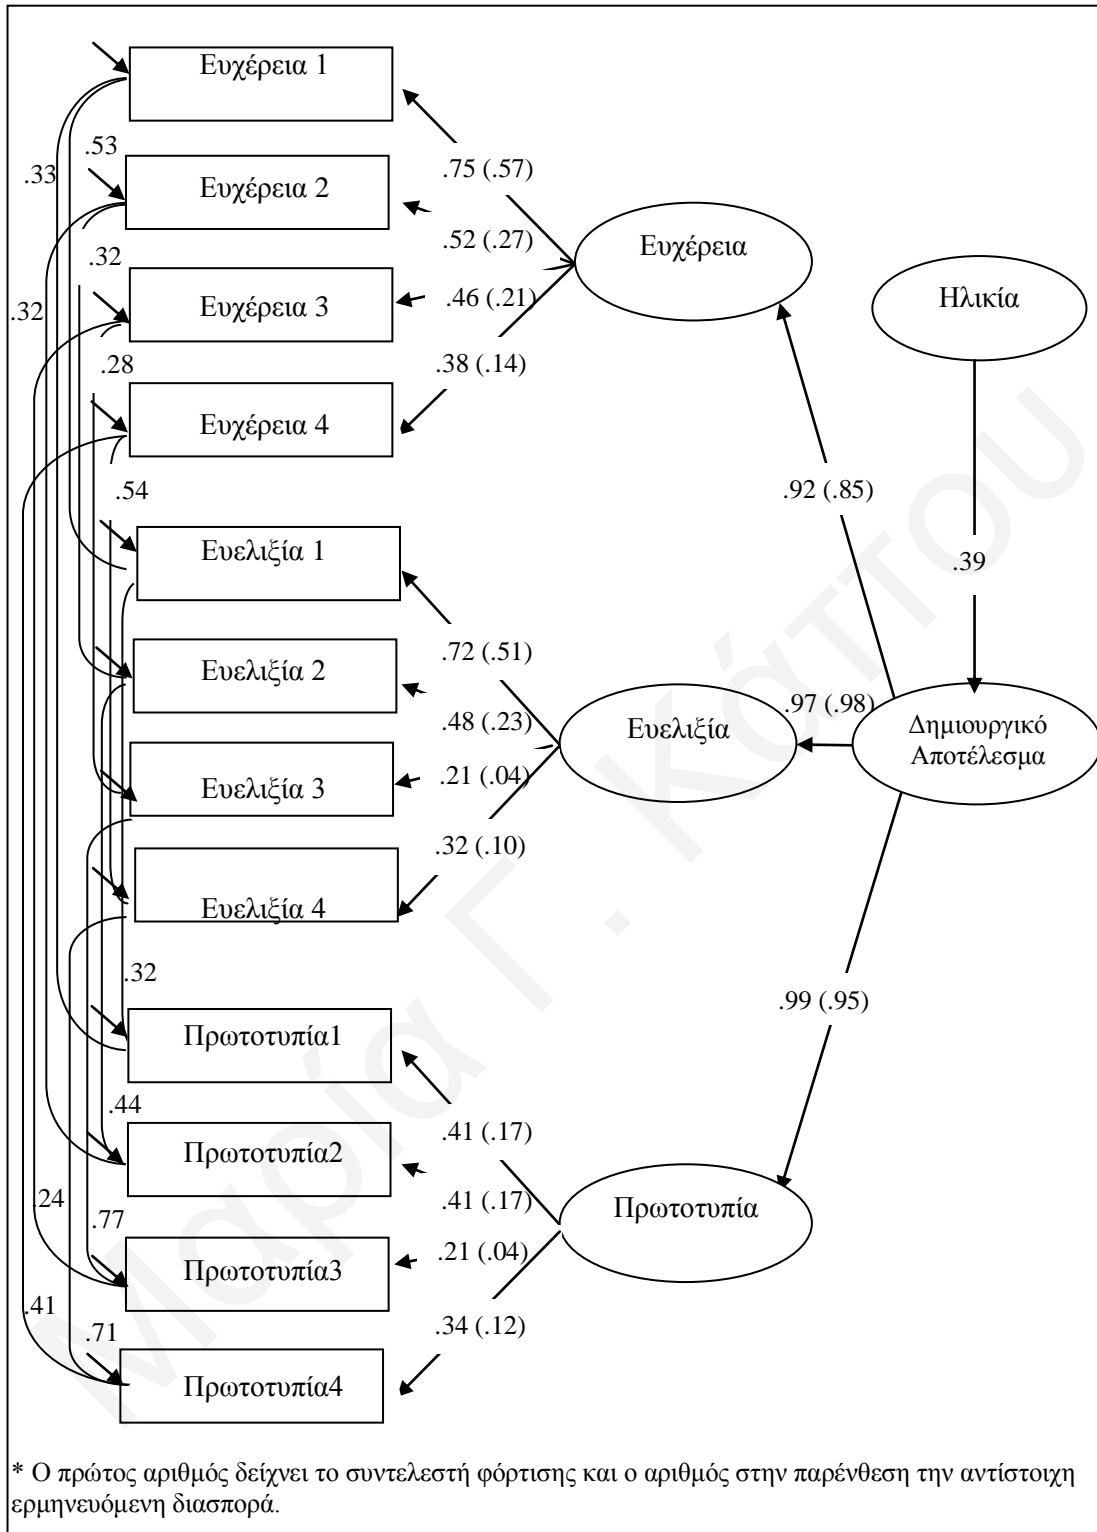 Ευχέρεια 1
.53
.33
.75 (.57)
Ευχέρεια 2
.52 (.27)
Ευχέρεια
.32
.32
Ευχέρεια 3
.46 (.21)
Ηλικία
.28
.38 (.14)
Ευχέρεια 4
.54
.92 (.85)
Ευελιξία 1
.39
.72 (.51)
Ευελιξία 2
.48 (.23)
Ευελιξία
.97 (.98)
Δημιουργικό
Αποτέλεσμα
Ευελιξία 3
.21 (.04)
.32 (.10)
Ευελιξία 4
.32
.99 (.95)
Πρωτοτυπία1
.44
.41 (.17)
Πρωτοτυπία2
.24
.77
.41 (.17)
Πρωτοτυπία
.21 (.04)
Πρωτοτυπία3
.41
.71
.34 (.12)
Πρωτοτυπία4
Μαρία Γ. Κάττου
* Ο πρώτος αριθμός δείχνει το συντελεστή φόρτισης και ο αριθμός στην παρένθεση την αντίστοιχη
ερμηνευόμενη διασπορά.